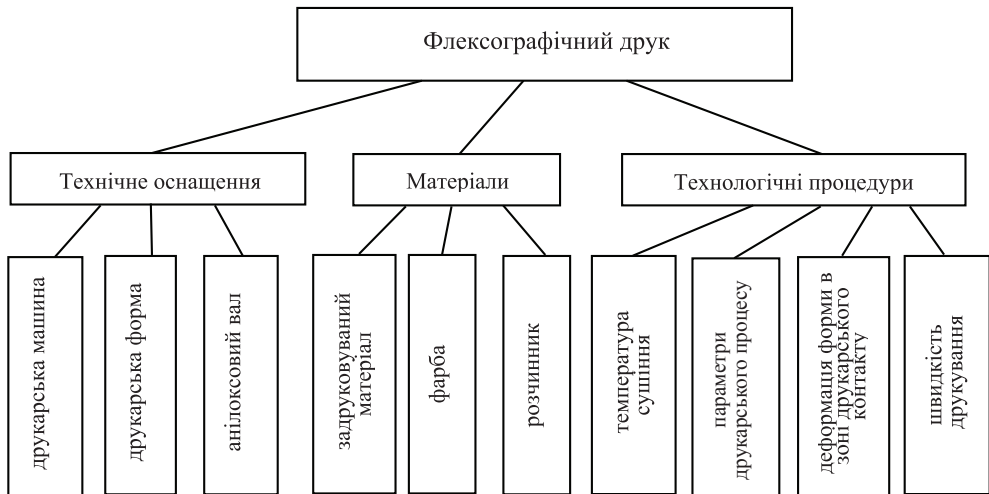 Флексографічний друк
Технічне оснащення
Матеріали
Технологічні процедури
друкарська машина
друкарська форма
анілоксовий вал
задруковуваний
матеріал
фарба
розчинник
температура
сушіння
параметри
друкарського процесу
деформація форми в
зоні друкарського
контакту
швидкість
друкування